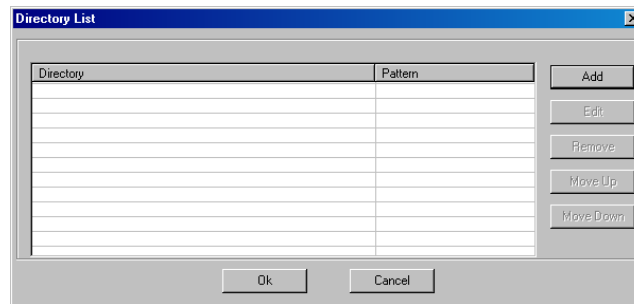 Directory List
Directory Pattern
Add
Edit
Remove
Move Up
Move Down
Ok Cancel